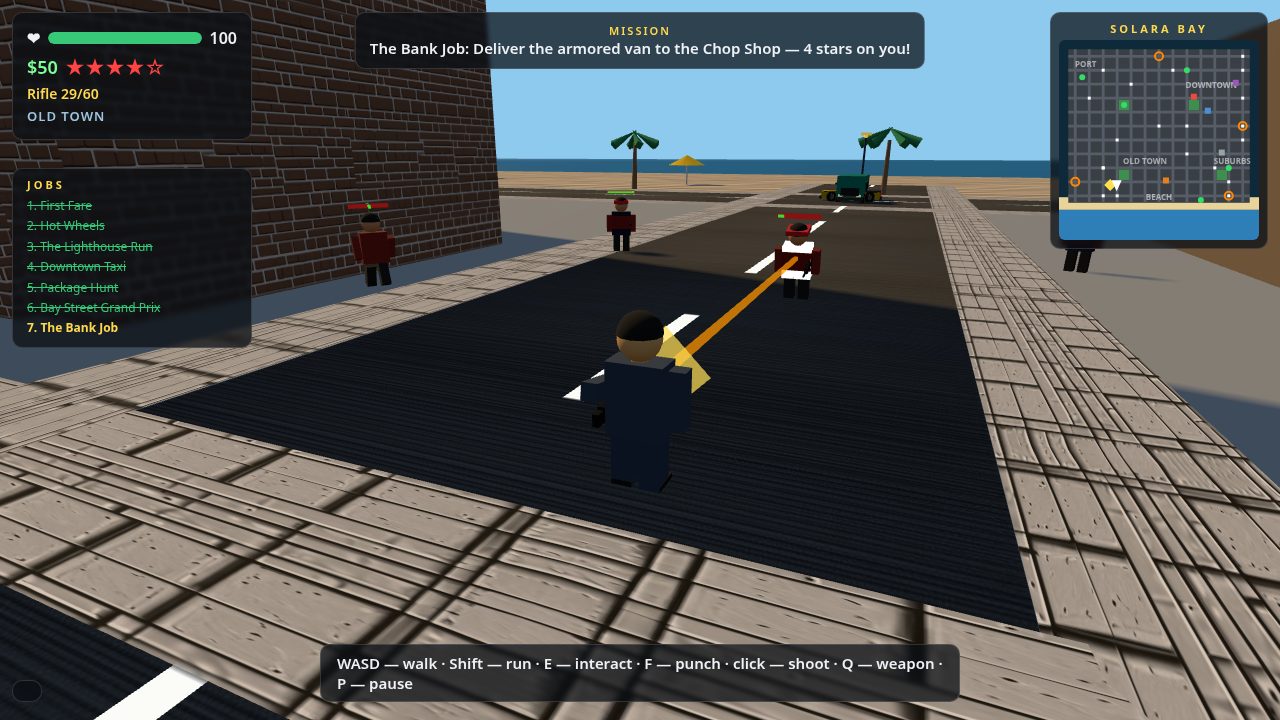 ❤ 100
$50 ★★★★☆
Rifle 29/60
OLD TOWN
JOBS
1. First Fare
2. Hot Wheels
3. The Lighthouse Run
4. Downtown Taxi
5. Package Hunt
6. Bay Street Grand Prix
7. The Bank Job
MISSION
The Bank Job: Deliver the armored van to the Chop Shop — 4 stars on you!
SOLARA BAY
PORT
DOWNTOWN
OLD TOWN
SUBURBS
BEACH
WASD — walk · Shift — run · E — interact · F — punch · click — shoot · Q — weapon ·
P — pause